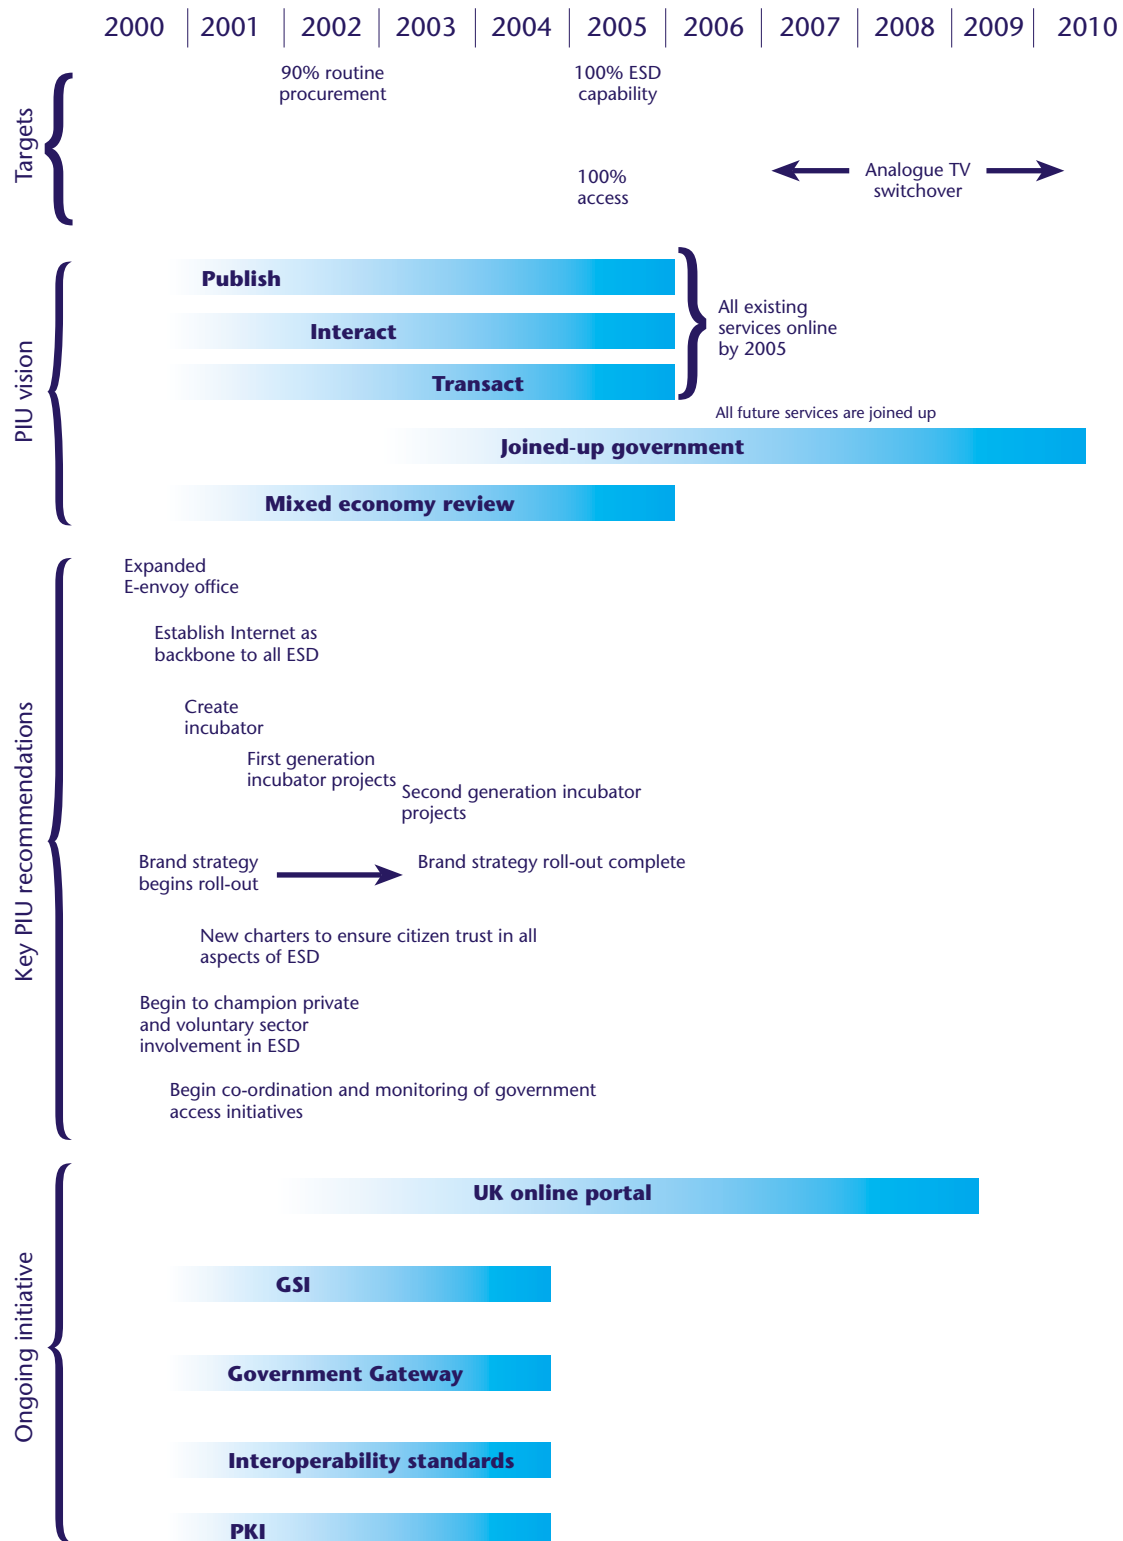 2000 2001 2002 2003 2004 2005 2006 2007 2008 2009 2010
Targets
90% routine
procurement
100% ESD
capability
100%
access
Analogue TV
switchover
PIU vision
Publish
Interact
Transact
All existing
services online
by 2005
All future services are joined up
Joined-up government
Mixed economy review
Key PIU recommendations
Expanded
E-envoy office
Establish Internet as
backbone to all ESD
Create
incubator
First generation
incubator projects
Second generation incubator
projects
Brand strategy
begins roll-out
Brand strategy roll-out complete
New charters to ensure citizen trust in all
aspects of ESD
Begin to champion private
and voluntary sector
involvement in ESD
Begin co-ordination and monitoring of government
access initiatives
Ongoing initiative
UK online portal
GSI
Government Gateway
Interoperability standards
PKI